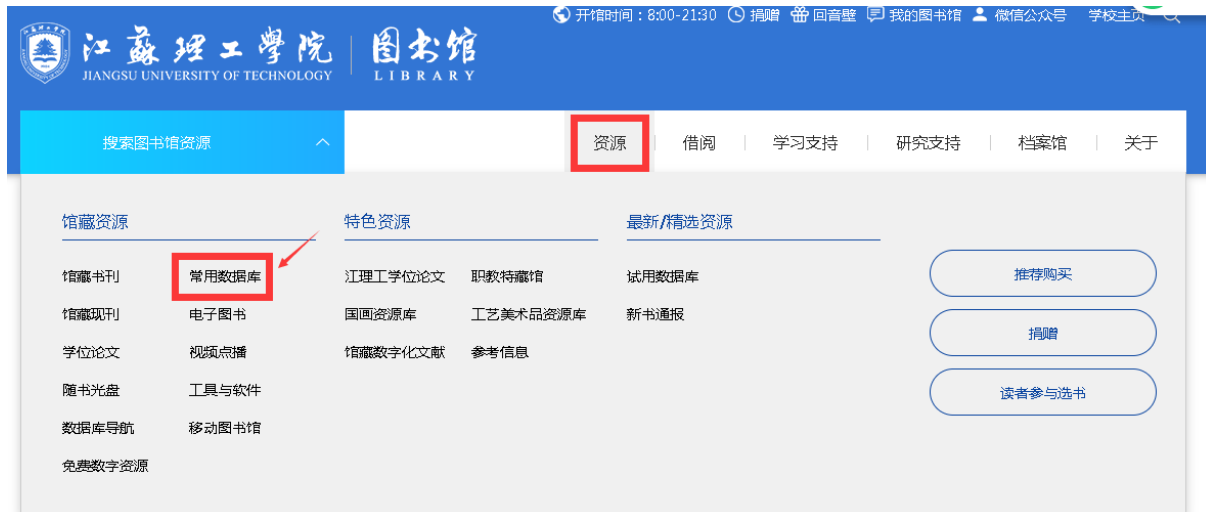 开馆时间：8:00-21:30 捐赠 回音壁 我的图书馆 微信公众号 学校主页
江蘇理工學院 图书馆
JIANGSU UNIVERSITY OF TECHNOLOGY LIBRARY
搜索图书馆资源 资源 借阅 学习支持 研究支持 档案馆 关于
馆藏资源 特色资源 最新/精选资源
馆藏书刊 常用数据库 江理工学位论文 职教特藏馆 试用数据库 推荐购买
馆藏现刊 电子图书 国画资源库 工艺美术品资源库 新书通报
捐赠
学位论文 视频点播 馆藏数字化文献 参考信息
随书光盘 工具与软件 读者参与选书
数据库导航 移动图书馆
免费数字资源